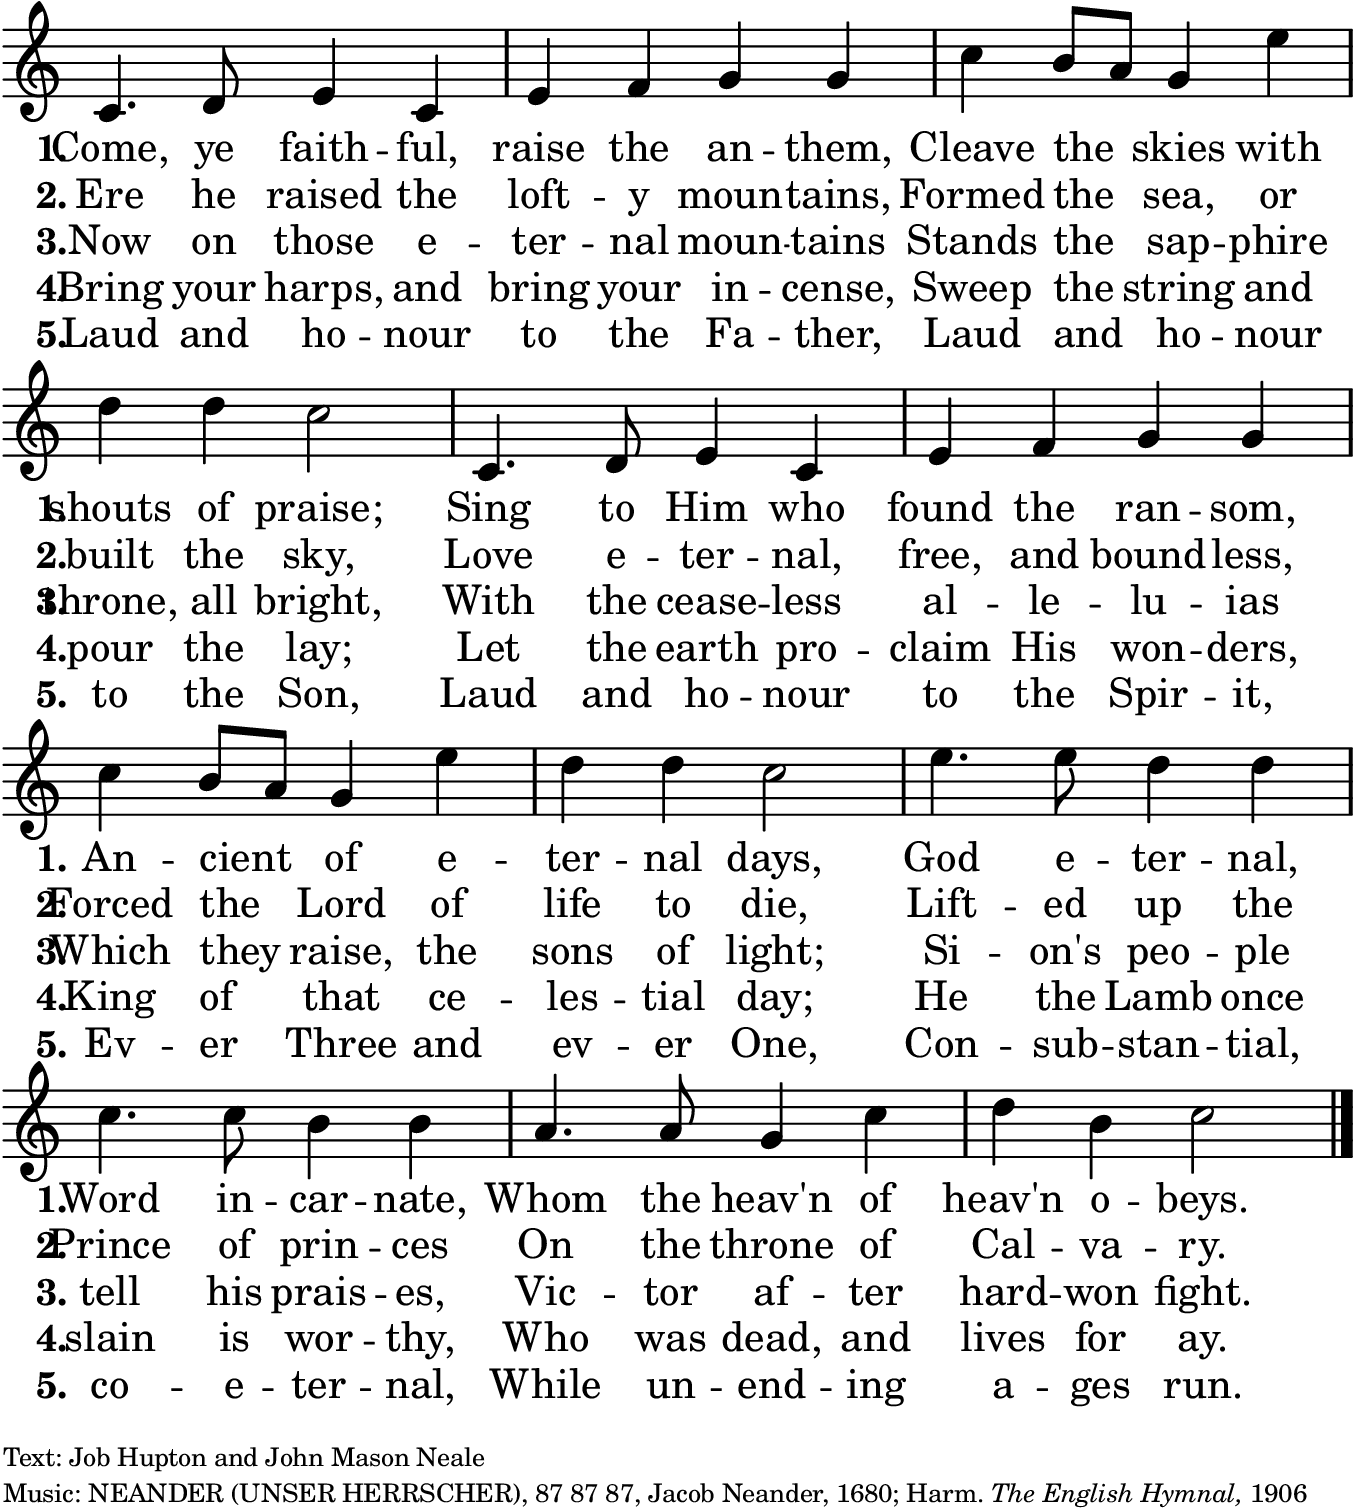 1. Come, ye faith -- ful, raise the an -- them, Cleave the skies with
2. Ere he raised the loft -- y moun -- tains, Formed the sea, or
3. Now on those e -- ter -- nal moun -- tains Stands the sap -- phire
4. Bring your harps, and bring your in -- cense, Sweep the string and
5. Laud and ho -- nour to the Fa -- ther, Laud and ho -- nour
1. shouts of praise; Sing to Him who found the ran -- som,
2. built the sky, Love e -- ter -- nal, free, and bound -- less,
3. throne, all bright, With the cease -- less al -- le -- lu -- ias
4. pour the lay; Let the earth pro -- claim His won -- ders,
5. to the Son, Laud and ho -- nour to the Spir -- it,
1. An -- cient of e -- ter -- nal days, God e -- ter -- nal,
2. Forced the Lord of life to die, Lift -- ed up the
3. Which they raise, the sons of light; Si -- on's peo -- ple
4. King of that ce -- les -- tial day; He the Lamb once
5. Ev -- er Three and ev -- er One, Con -- sub -- stan -- tial,
1. Word in -- car -- nate, Whom the heav'n of heav'n o -- beys.
2. Prince of prin -- ces On the throne of Cal -- va -- ry.
3. tell his prais -- es, Vic -- tor af -- ter hard -- won fight.
4. slain is wor -- thy, Who was dead, and lives for ay.
5. co -- e -- ter -- nal, While un -- end -- ing a -- ges run.
Text: Job Hupton and John Mason Neale
Music: NEANDER (UNSER HERRSCHER), 87 87 87, Jacob Neander, 1680; Harm. The English Hymnal, 1906